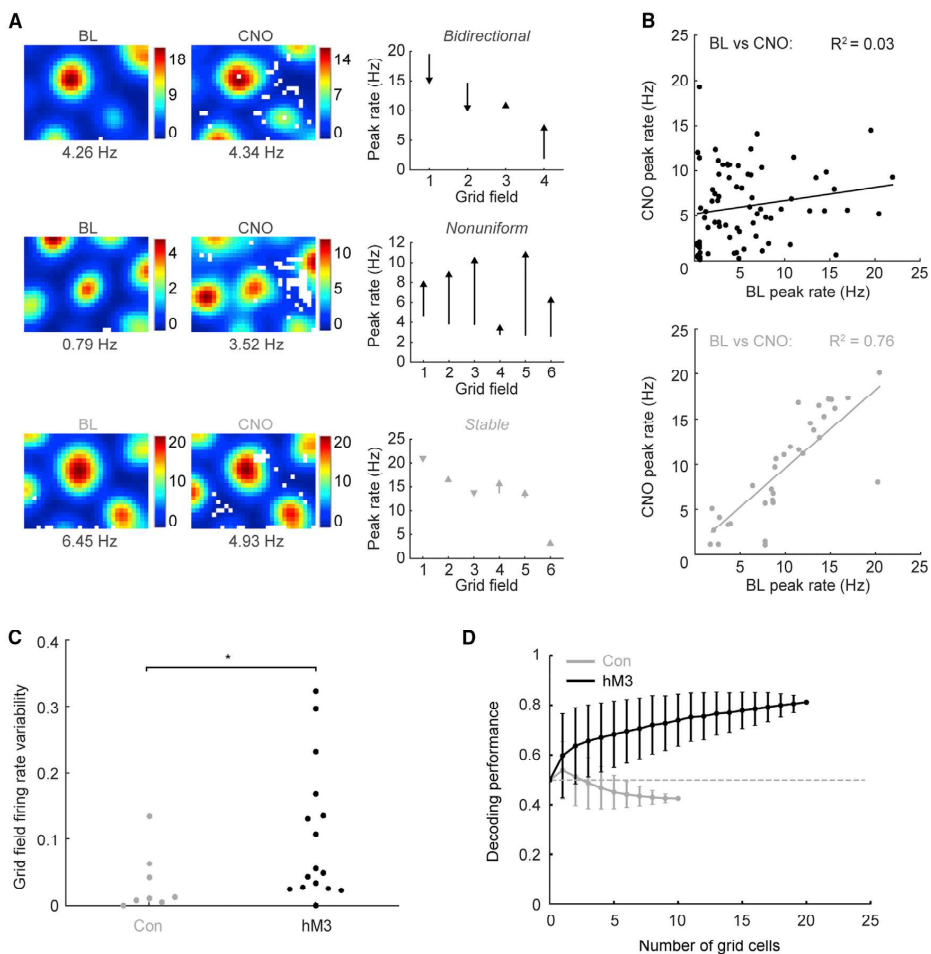 A
BL
CNO
Bidirectional
18
9
0
14
7
0
4.26 Hz
4.34 Hz
Peak rate (Hz)
20
15
10
5
0
1 2 3 4
Grid field
Nonuniform
4
2
0
10
5
0
0.79 Hz
3.52 Hz
Peak rate (Hz)
12
10
8
6
4
2
0
1 2 3 4 5 6
Grid field
BL
CNO
Stable
20
10
0
20
10
0
6.45 Hz
4.93 Hz
Peak rate (Hz)
25
20
15
10
5
0
1 2 3 4 5 6
Grid field
B
BL vs CNO: R² = 0.03
CNO peak rate (Hz)
25
20
15
10
5
0
5 10 15 20 25
BL peak rate (Hz)
BL vs CNO: R² = 0.76
CNO peak rate (Hz)
25
20
15
10
5
0
5 10 15 20 25
BL peak rate (Hz)
C
Grid field firing rate variability
0.4
0.3
0.2
0.1
0
*
Con hM3
D
Con
hM3
Decoding performance
1
0.8
0.6
0.4
0.2
0
0 5 10 15 20 25
Number of grid cells